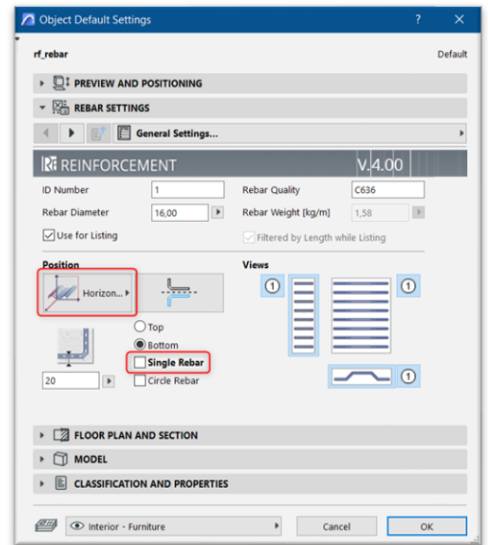 Object Default Settings ?
rf_rebar Default
PREVIEW AND POSITIONING
REBAR SETTINGS
General Settings...
REINFORCEMENT V.4.00
ID Number 1 Rebar Quality C636
Rebar Diameter 16,00 Rebar Weight [kg/m] 1,58
Use for Listing Filtered by Length while Listing
Position Views
Horizon... 1 1
Top
Bottom
Single Rebar
20 Circle Rebar 1
FLOOR PLAN AND SECTION
MODEL
CLASSIFICATION AND PROPERTIES
Interior - Furniture Cancel OK